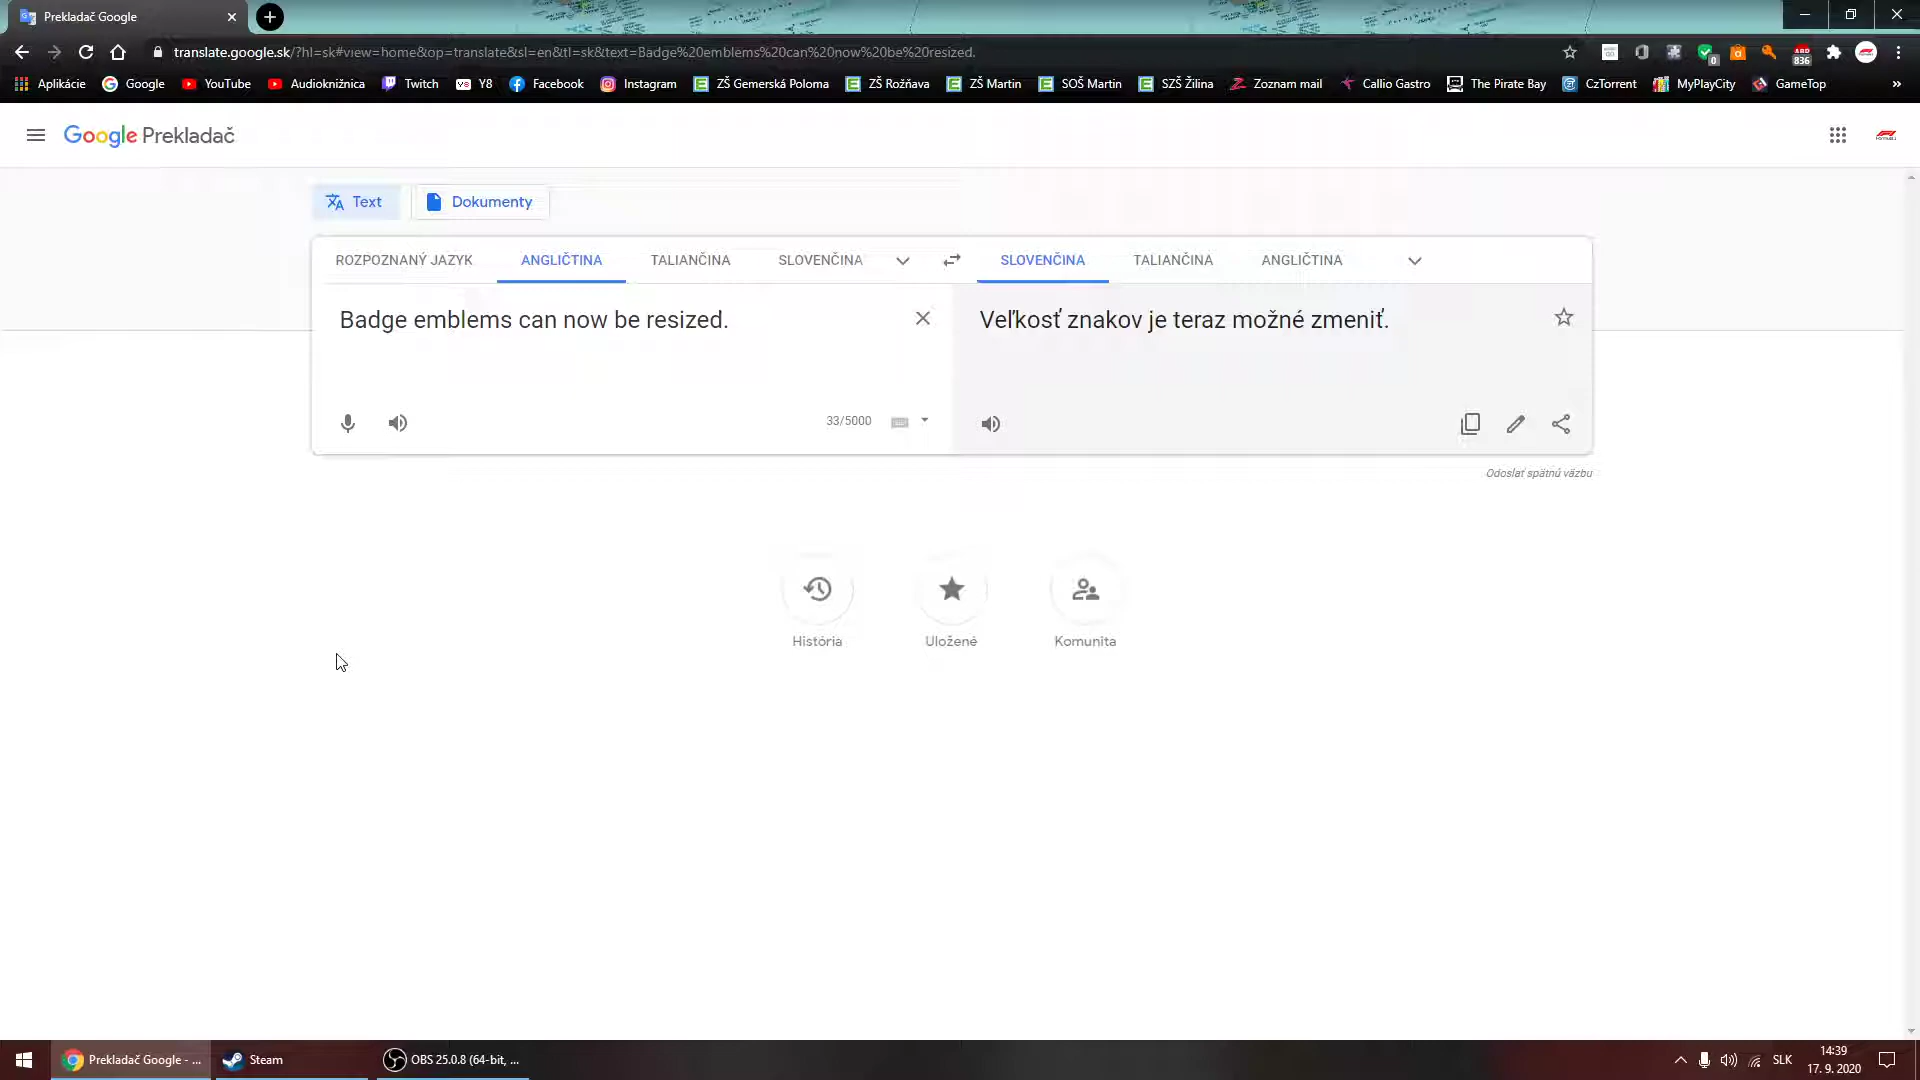 Prekladač Google
translate.google.sk/?hl=sk#view=home&op=translate&sl=en&tl=sk&text=Badge%20emblems%20can%20now%20be%20resized.
Aplikácie Google YouTube Audioknižnica Twitch Y8 Facebook Instagram ZŠ Gemerská Poloma ZŠ Rožňava ZŠ Martin SOŠ Martin SZŠ Žilina Zoznam mail Callio Gastro The Pirate Bay CzTorrent MyPlayCity GameTop »
0
ABP
836
Google Prekladač
Text Dokumenty
ROZPOZNANÝ JAZYK ANGLIČTINA TALIANČINA SLOVENČINA SLOVENČINA TALIANČINA ANGLIČTINA
Badge emblems can now be resized.
Veľkosť znakov je teraz možné zmeniť.
33/5000
Odoslať spätnú väzbu
História Uložené Komunita
Prekladač Google - ...
Steam
OBS 25.0.8 (64-bit, ...
SLK
14:39
17. 9. 2020